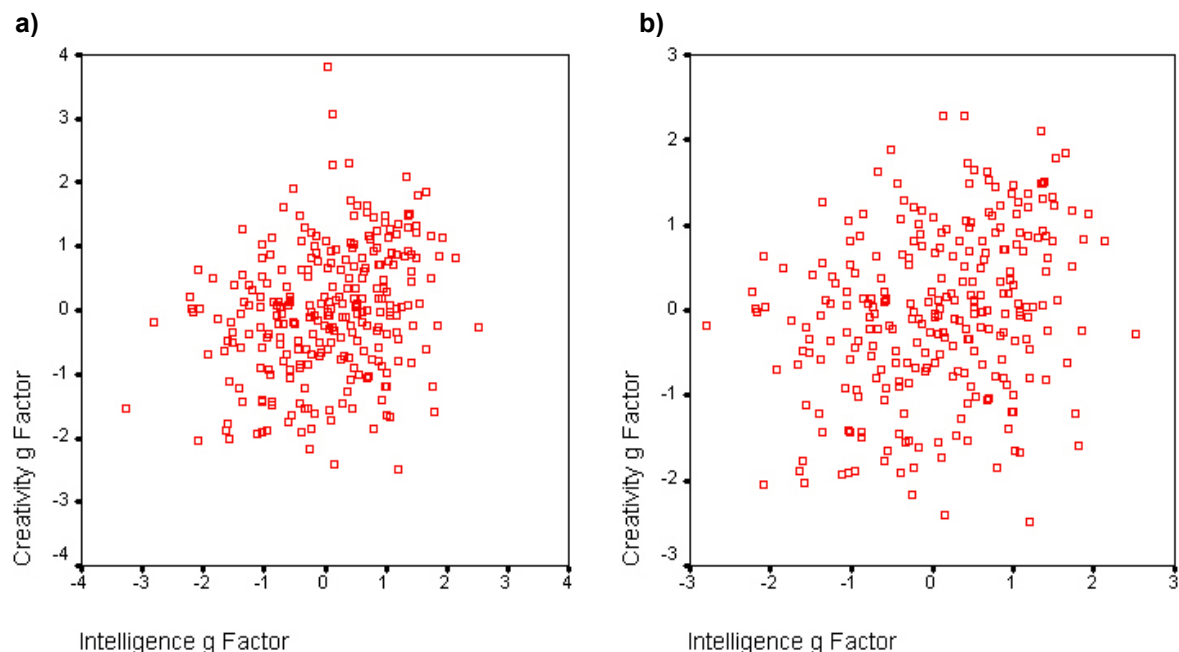 a)
4
3
2
1
0
-1
-2
-3
-4
Creativity g Factor
-4 -3 -2 -1 0 1 2 3 4
Intelligence g Factor
b)
3
2
1
0
-1
-2
-3
Creativity g Factor
-3 -2 -1 0 1 2 3
Intelligence g Factor